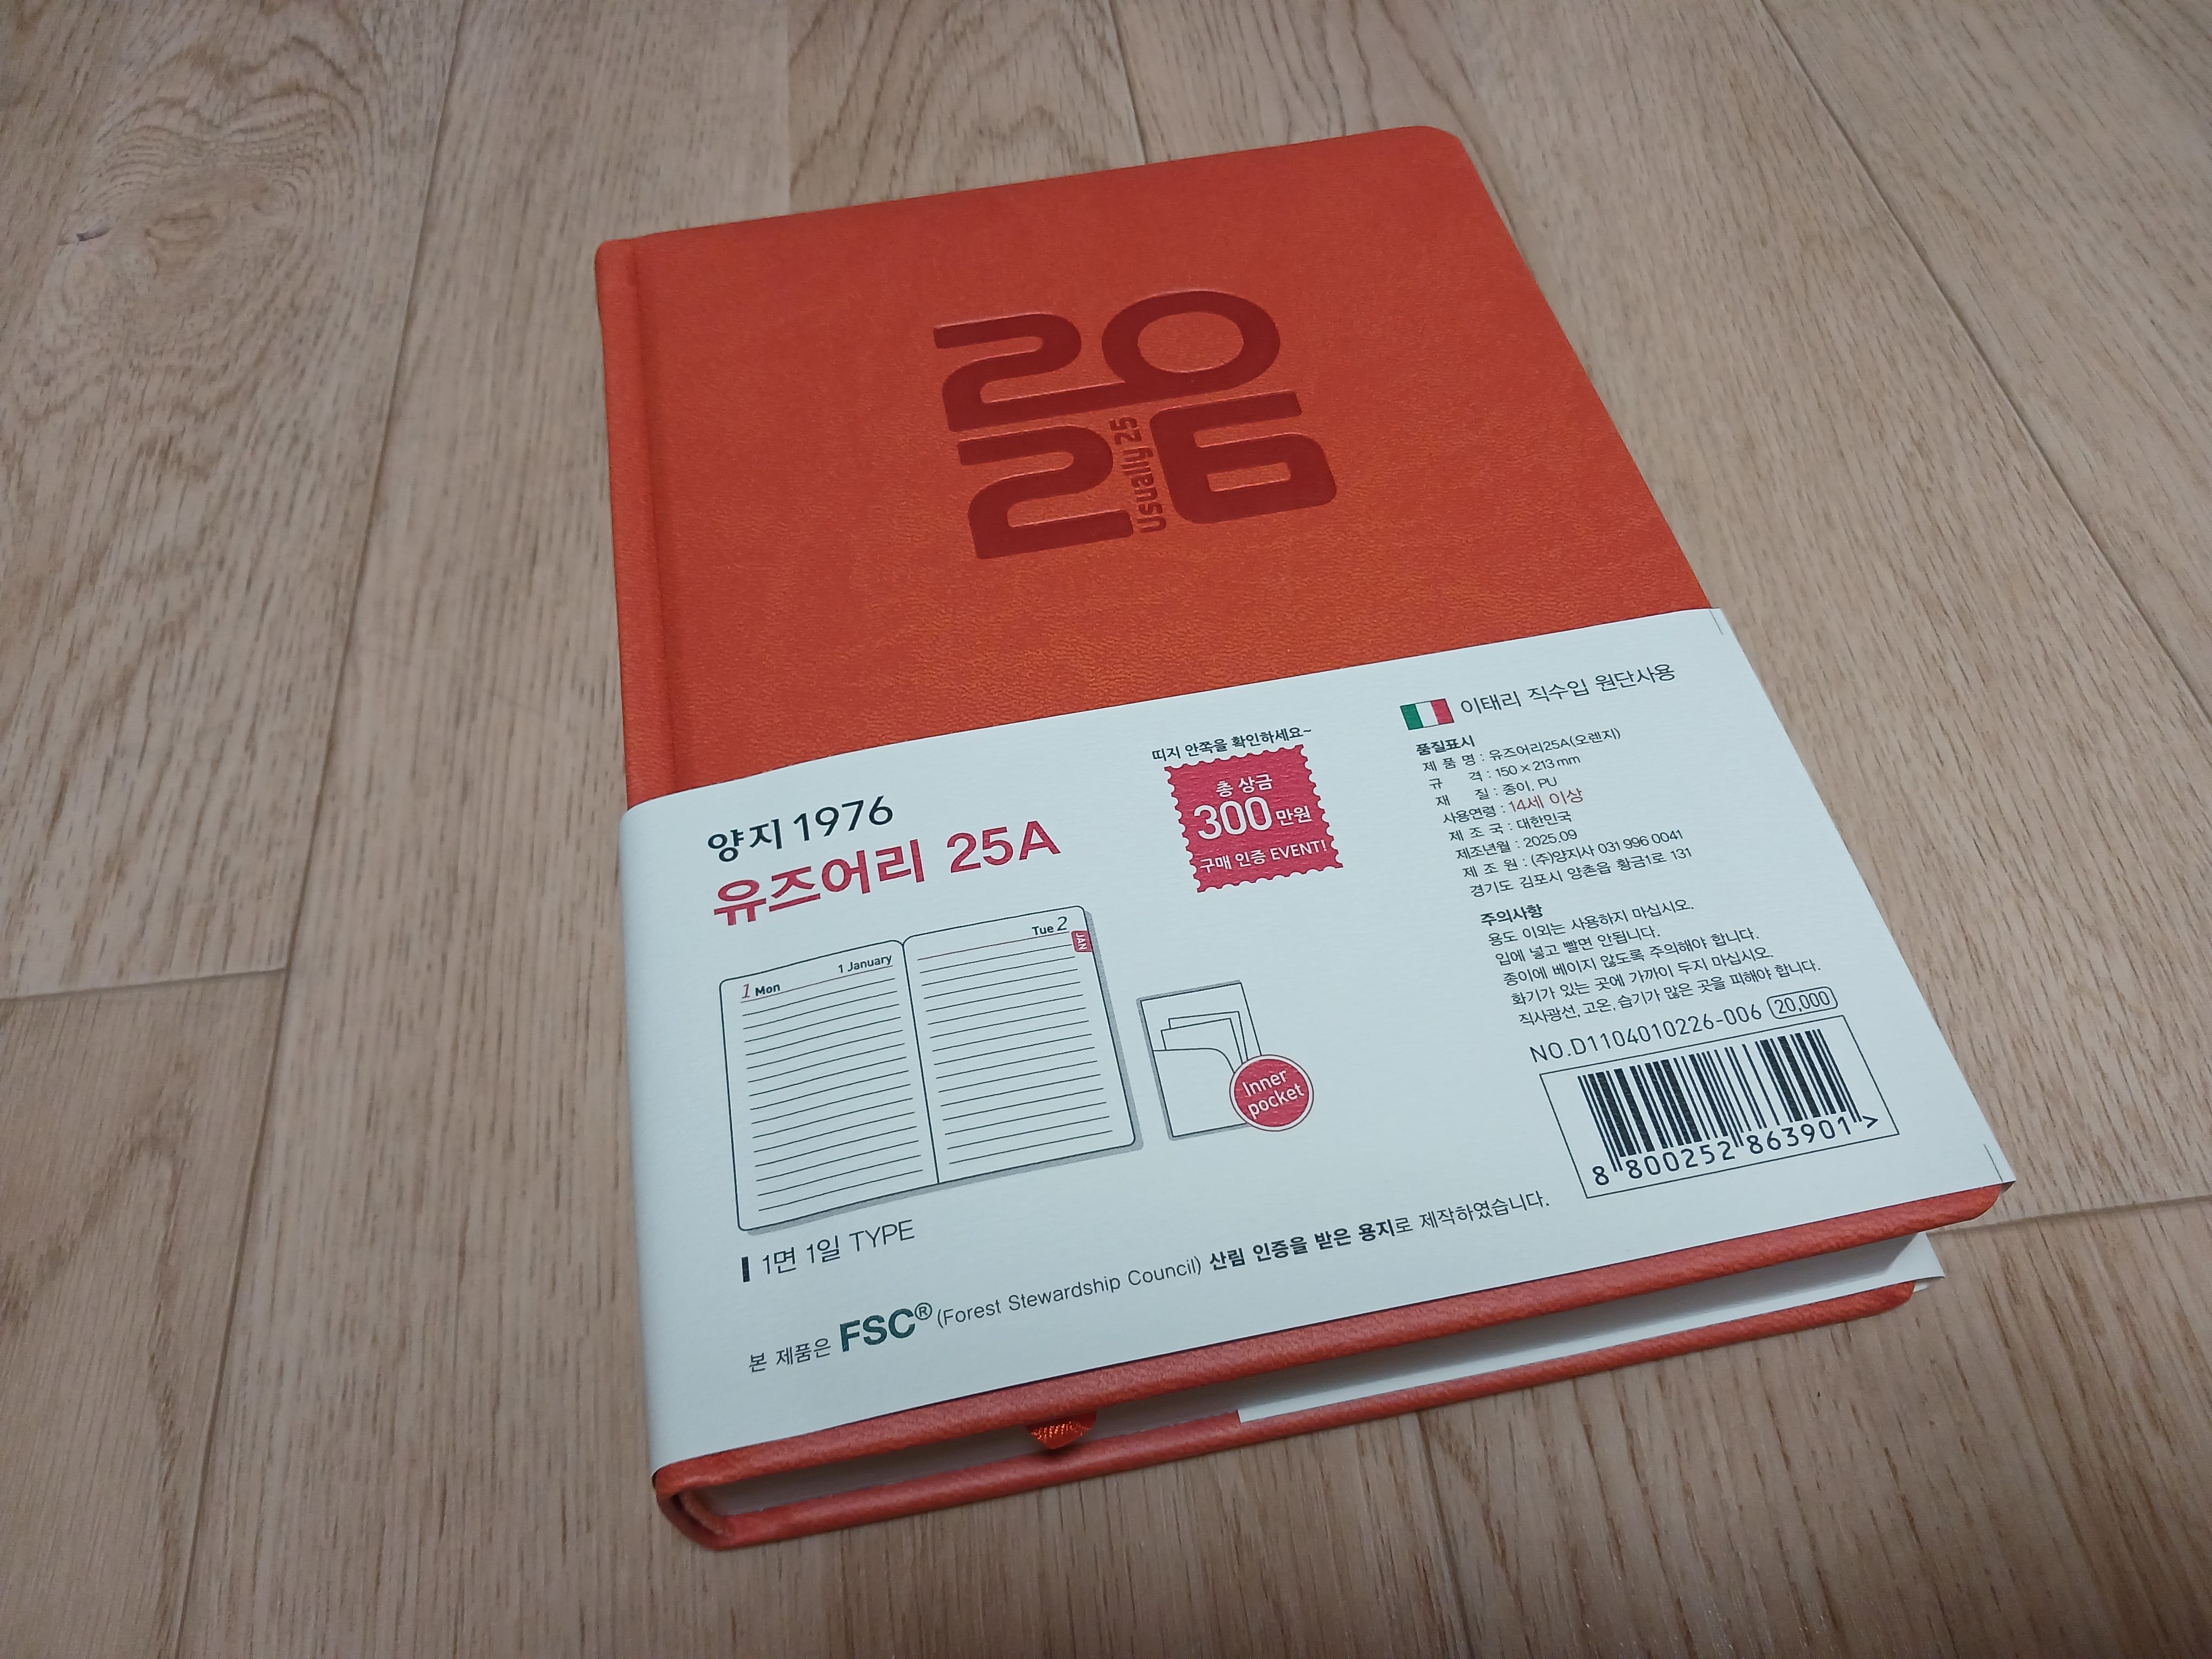 20
26
Usually 25
양지 1976
유즈어리 25A
1 Mon
1 January
Tue 2
JAN
1면 1일 TYPE
띠지 안쪽을 확인하세요~
총 상금
300만원
구매 인증 EVENT!
Inner
pocket
이태리 직수입 원단사용
품질표시
제 품 명 : 유즈어리25A(오렌지)
규 격 : 150 × 213 mm
재 질 : 종이, PU
사용연령 : 14세 이상
제 조 국 : 대한민국
제조년월 : 2025.09
제 조 원 : (주)양지사 031 996 0041
경기도 김포시 양촌읍 황금1로 131
주의사항
용도 이외는 사용하지 마십시오.
입에 넣고 빨면 안됩니다.
종이에 베이지 않도록 주의해야 합니다.
화기가 있는 곳에 가까이 두지 마십시오.
직사광선, 고온, 습기가 많은 곳을 피해야 합니다.
NO.D1104010226-006 20,000
8 800252 863901 >
본 제품은 FSC® (Forest Stewardship Council) 산림 인증을 받은 용지로 제작하였습니다.